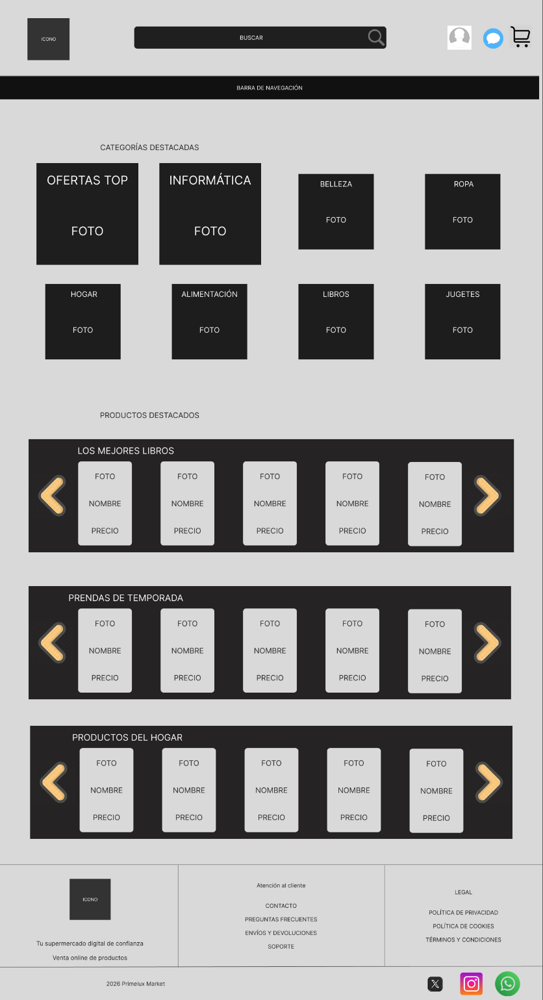 ICONO
BUSCAR
BARRA DE NAVEGACIÓN
CATEGORÍAS DESTACADAS
OFERTAS TOP
FOTO
INFORMÁTICA
FOTO
BELLEZA
FOTO
ROPA
FOTO
HOGAR
FOTO
ALIMENTACIÓN
FOTO
LIBROS
FOTO
JUGETES
FOTO
PRODUCTOS DESTACADOS
LOS MEJORES LIBROS
FOTO
NOMBRE
PRECIO
FOTO
NOMBRE
PRECIO
FOTO
NOMBRE
PRECIO
FOTO
NOMBRE
PRECIO
FOTO
NOMBRE
PRECIO
PRENDAS DE TEMPORADA
FOTO
NOMBRE
PRECIO
FOTO
NOMBRE
PRECIO
FOTO
NOMBRE
PRECIO
FOTO
NOMBRE
PRECIO
FOTO
NOMBRE
PRECIO
PRODUCTOS DEL HOGAR
FOTO
NOMBRE
PRECIO
FOTO
NOMBRE
PRECIO
FOTO
NOMBRE
PRECIO
FOTO
NOMBRE
PRECIO
FOTO
NOMBRE
PRECIO
ICONO
Tu supermercado digital de confianza
Venta online de productos
Atención al cliente
CONTACTO
PREGUNTAS FRECUENTES
ENVÍOS Y DEVOLUCIONES
SOPORTE
LEGAL
POLÍTICA DE PRIVACIDAD
POLÍTICA DE COOKIES
TÉRMINOS Y CONDICIONES
2026 Primelux Market